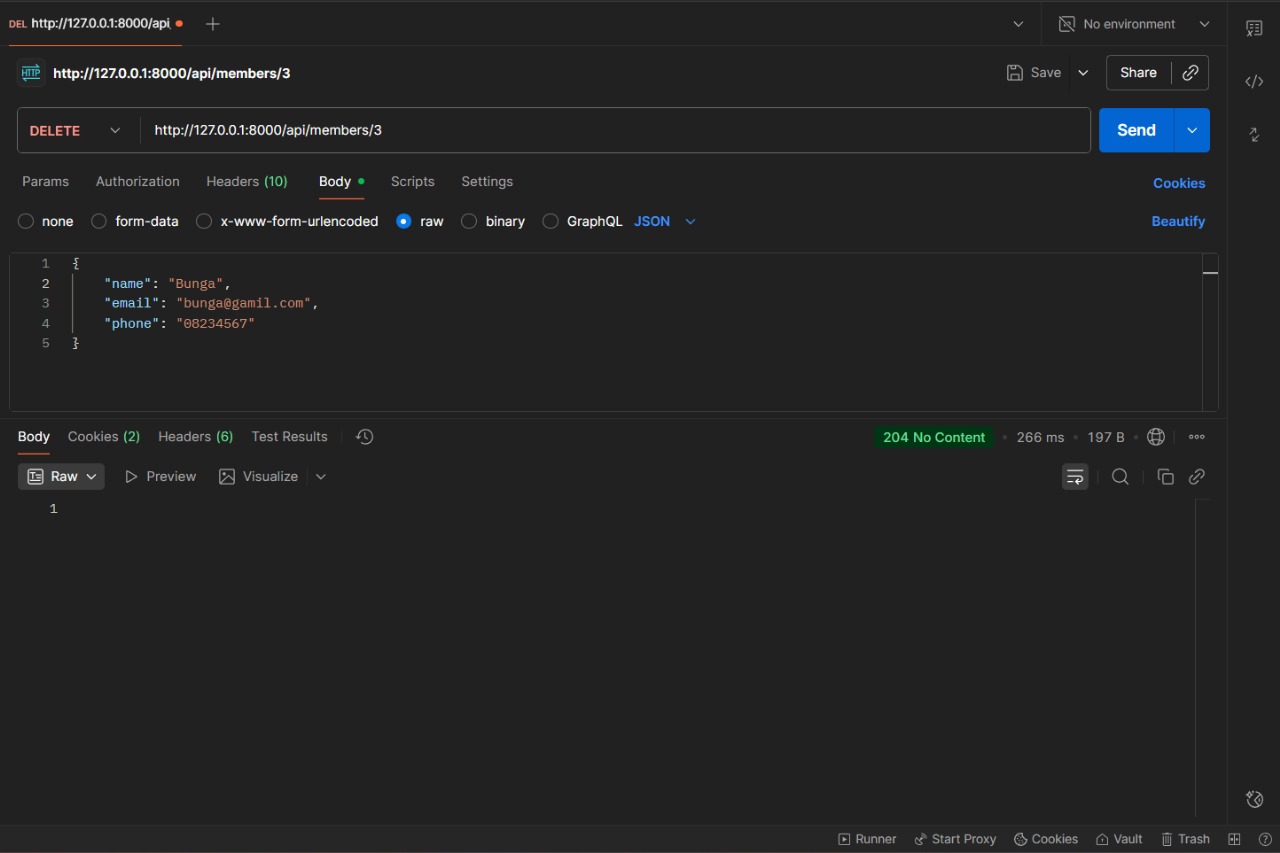 DEL http://127.0.0.1:8000/api
No environment
HTTP http://127.0.0.1:8000/api/members/3
Save
Share
DELETE http://127.0.0.1:8000/api/members/3
Send
Params Authorization Headers (10) Body Scripts Settings
Cookies
none form-data x-www-form-urlencoded raw binary GraphQL JSON
Beautify
1 {
2 "name": "Bunga",
3 "email": "bunga@gamil.com",
4 "phone": "08234567"
5 }
Body Cookies (2) Headers (6) Test Results
204 No Content • 266 ms • 197 B
Raw Preview Visualize
1
Runner Start Proxy Cookies Vault Trash